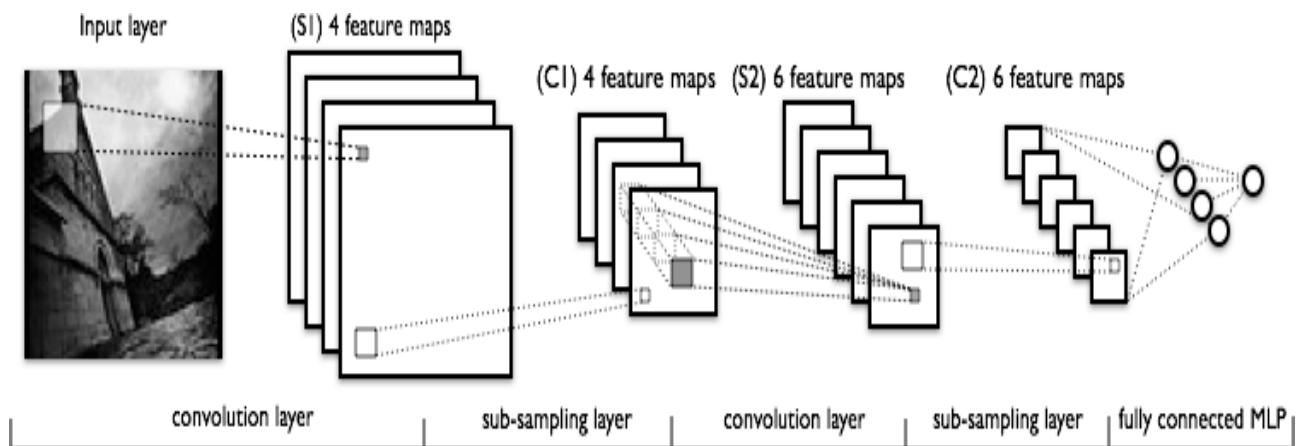 Input layer
(S1) 4 feature maps
(C1) 4 feature maps
(S2) 6 feature maps
(C2) 6 feature maps
convolution layer
sub-sampling layer
convolution layer
sub-sampling layer
fully connected MLP